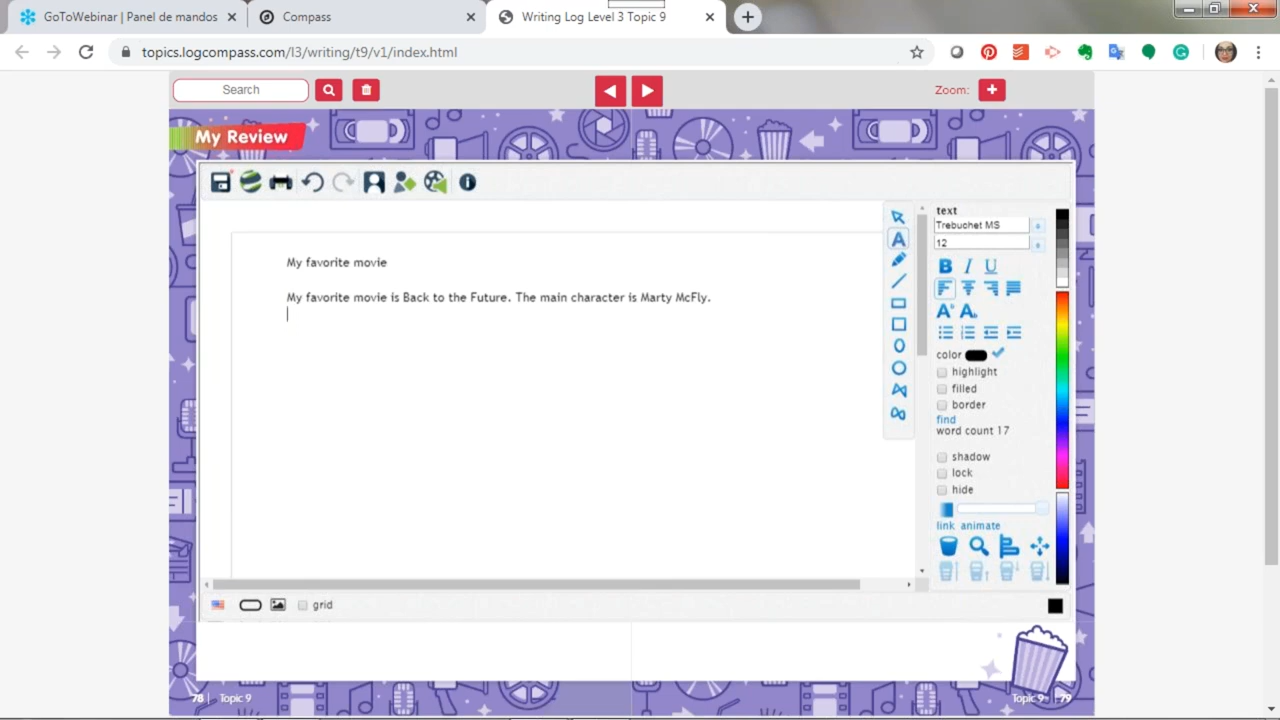 GoToWebinar | Panel de mandos
Compass
Writing Log Level 3 Topic 9
topics.logcompass.com/l3/writing/t9/v1/index.html
Search
Zoom:
My Review
text
Trebuchet MS
12
My favorite movie
My favorite movie is Back to the Future. The main character is Marty McFly.
B I U
color
highlight
filled
border
find
word count 17
shadow
lock
hide
link animate
grid
78 | Topic 9
Topic 9 | 79